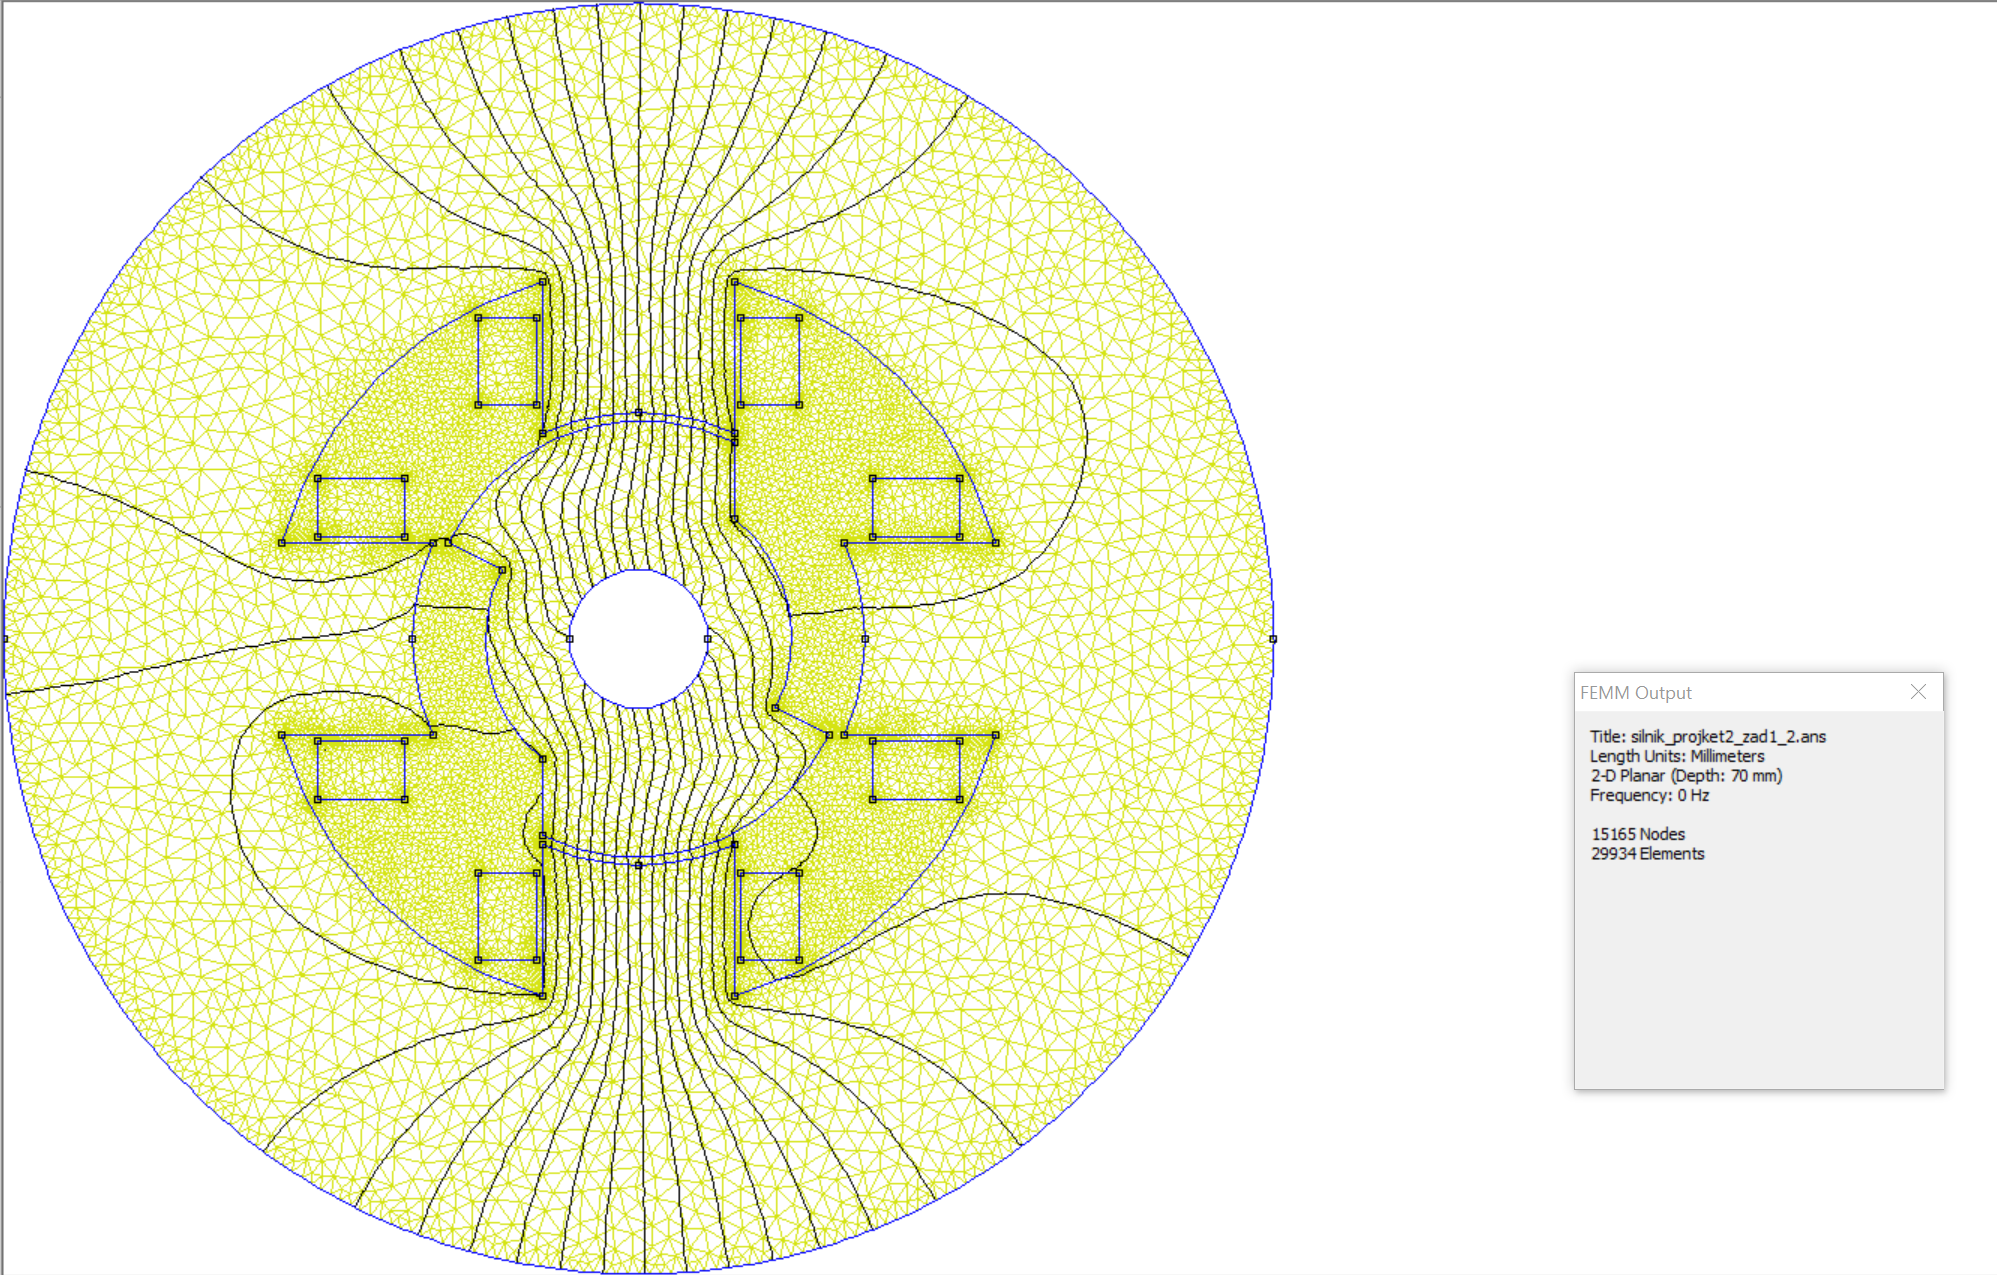 FEMM Output
Title: silnik_projket2_zad1_2.ans
Length Units: Millimeters
2-D Planar (Depth: 70 mm)
Frequency: 0 Hz
15165 Nodes
29934 Elements